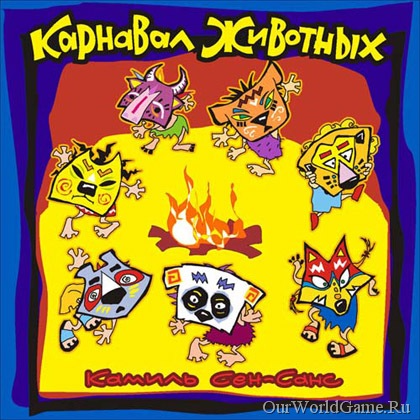 Карнавал Животных
Камиль Сен-Санс
OurWorldGame.Ru